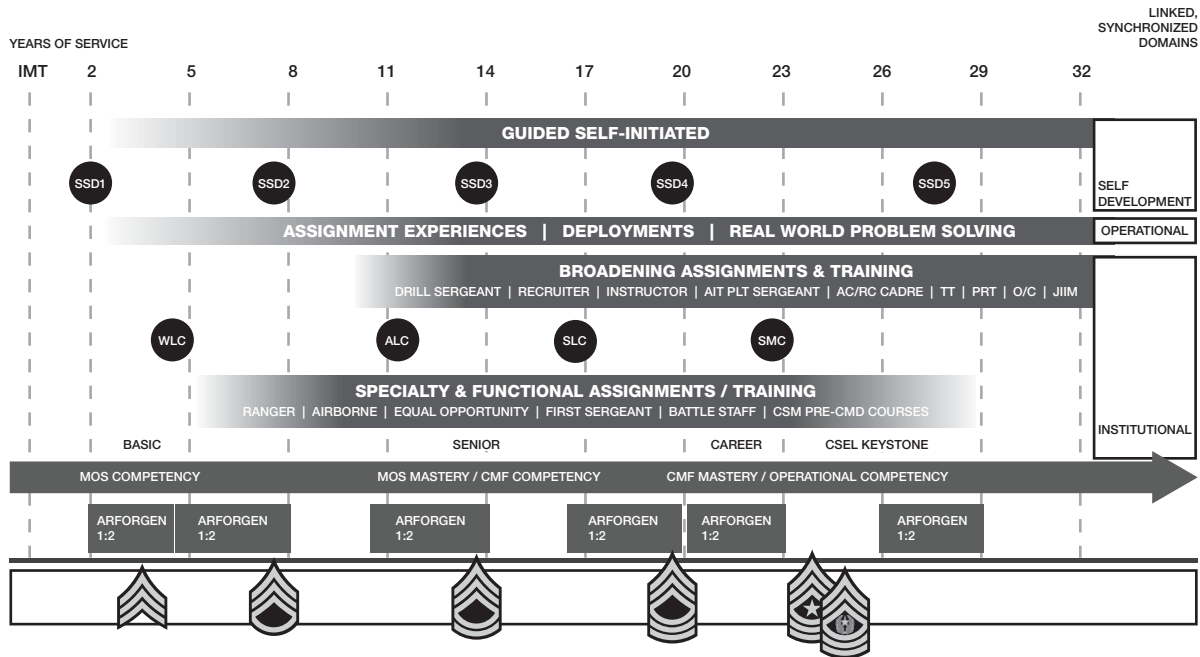 LINKED,
SYNCHRONIZED
DOMAINS
YEARS OF SERVICE
IMT 2 5 8 11 14 17 20 23 26 29 32
GUIDED SELF-INITIATED
SSD1 SSD2 SSD3 SSD4 SSD5
SELF
DEVELOPMENT
ASSIGNMENT EXPERIENCES | DEPLOYMENTS | REAL WORLD PROBLEM SOLVING
OPERATIONAL
BROADENING ASSIGNMENTS & TRAINING
DRILL SERGEANT | RECRUITER | INSTRUCTOR | AIT PLT SERGEANT | AC/RC CADRE | TT | PRT | O/C | JIIM
WLC ALC SLC SMC
SPECIALTY & FUNCTIONAL ASSIGNMENTS / TRAINING
RANGER | AIRBORNE | EQUAL OPPORTUNITY | FIRST SERGEANT | BATTLE STAFF | CSM PRE-CMD COURSES
INSTITUTIONAL
BASIC SENIOR CAREER CSEL KEYSTONE
MOS COMPETENCY MOS MASTERY / CMF COMPETENCY CMF MASTERY / OPERATIONAL COMPETENCY
ARFORGEN ARFORGEN ARFORGEN ARFORGEN ARFORGEN ARFORGEN
1:2 1:2 1:2 1:2 1:2 1:2